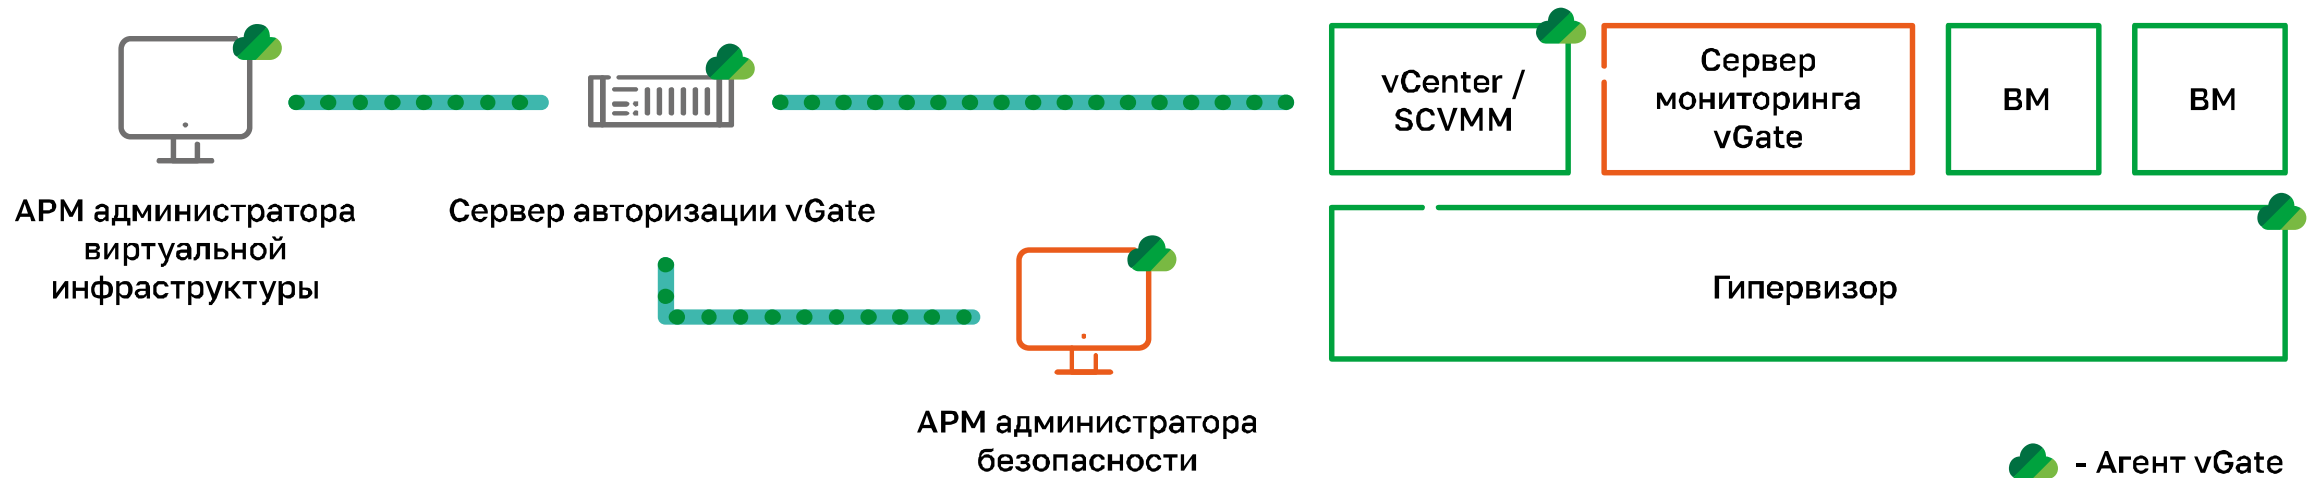 АРМ администратора
виртуальной
инфраструктуры
Сервер авторизации vGate
АРМ администратора
безопасности
vCenter /
SCVMM
Сервер
мониторинга
vGate
ВМ
ВМ
Гипервизор
- Агент vGate